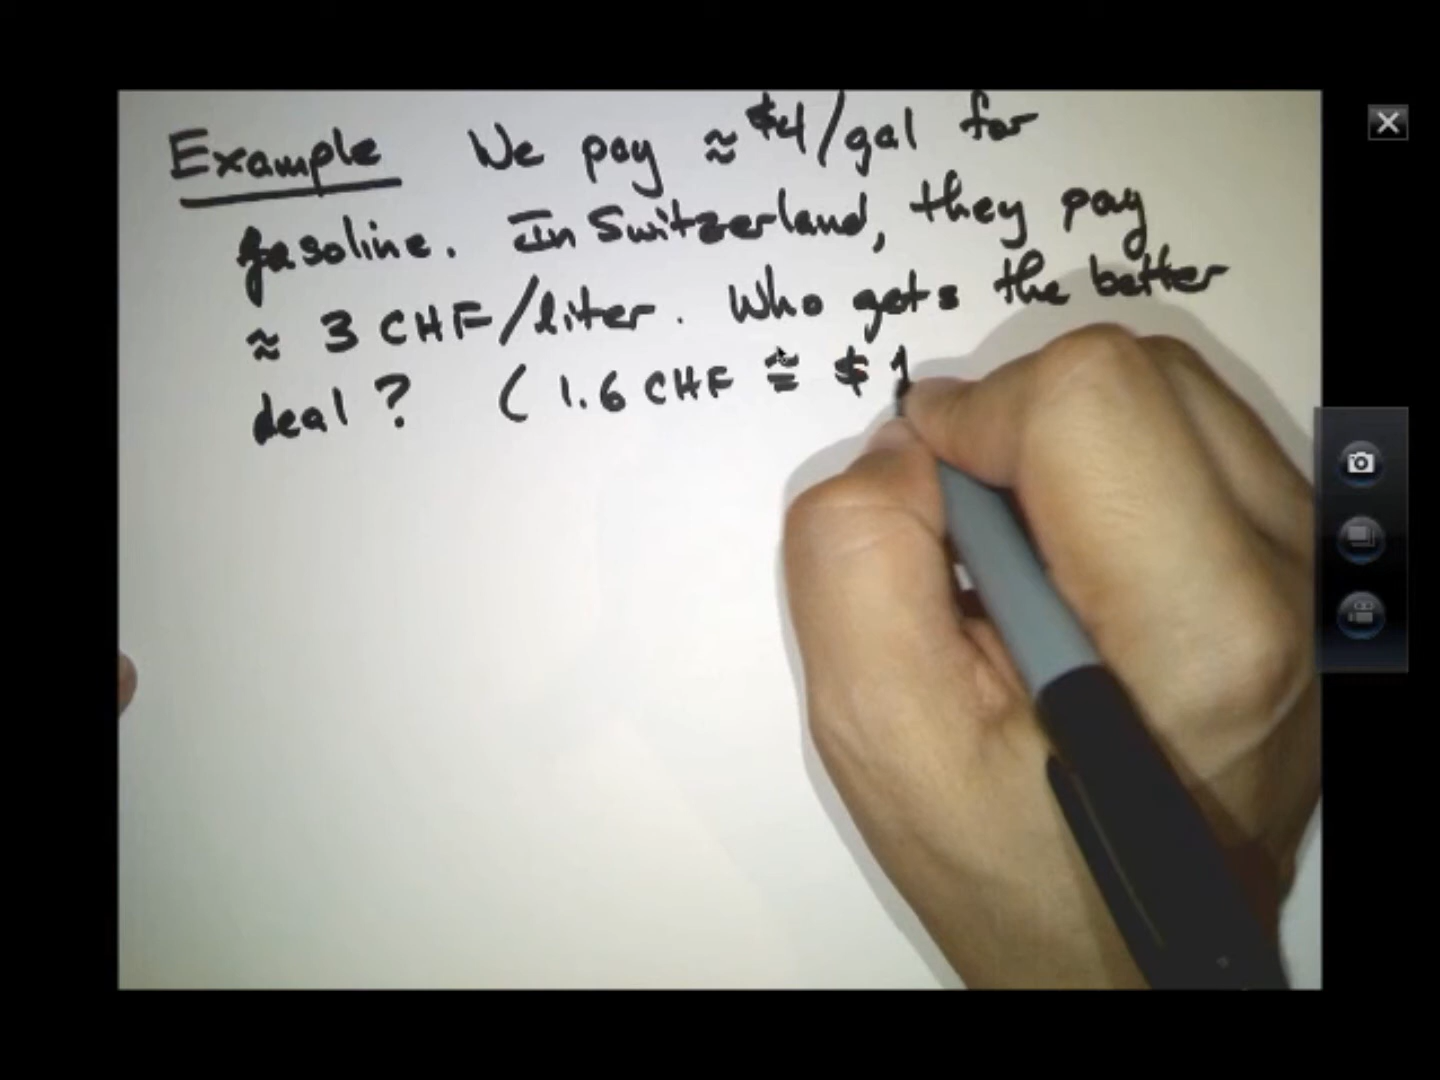 Example We pay ≈ $4/gal for
gasoline. In Switzerland, they pay
≈ 3 CHF/liter. Who gets the better
deal? ( 1.6 CHF ≅ $ 1